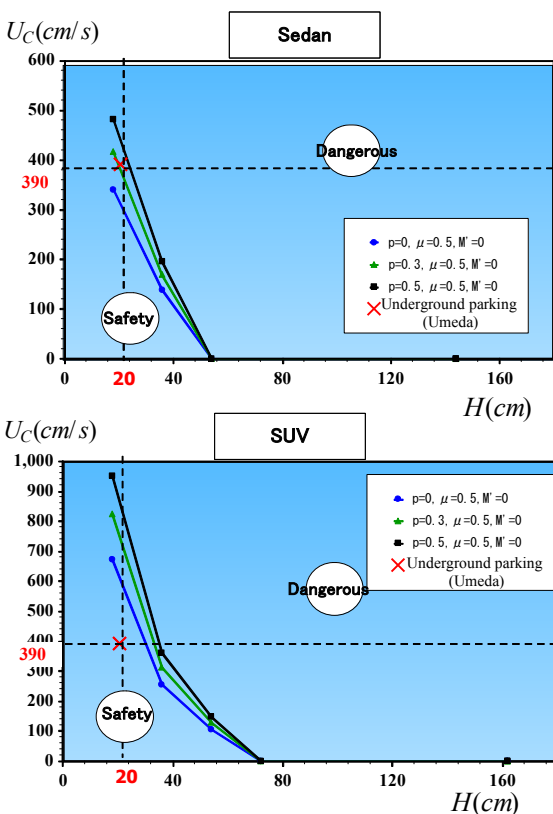 U_C(cm/s)
Sedan
600
500
400
390
300
200
100
0
Dangerous
Safety
p=0, μ=0.5,M'=0
p=0.3, μ=0.5,M'=0
p=0.5, μ=0.5,M'=0
Underground parking
(Umeda)
0
20
40
80
120
160
H(cm)
U_C(cm/s)
SUV
1,000
900
800
700
600
500
400
390
300
200
100
0
p=0, μ=0.5,M'=0
p=0.3, μ=0.5,M'=0
p=0.5, μ=0.5,M'=0
Underground parking
(Umeda)
Dangerous
Safety
0
20
40
80
120
160
H(cm)